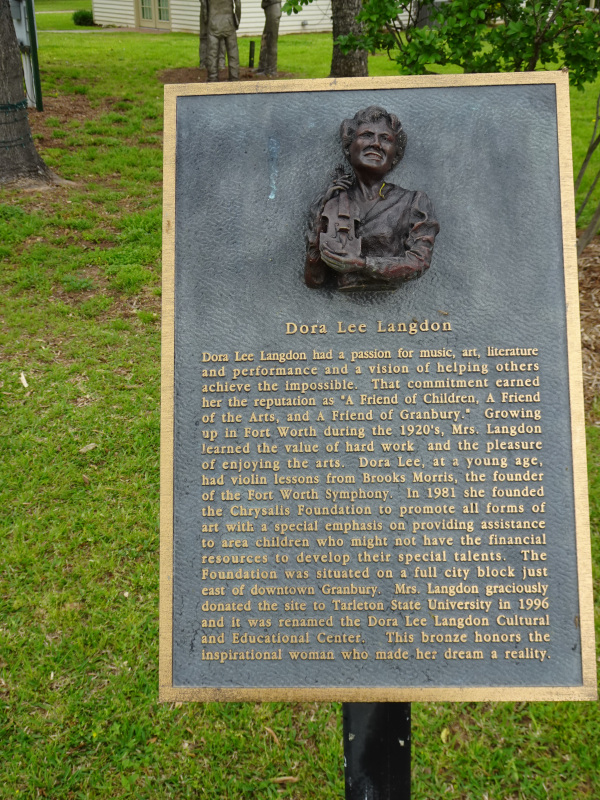 Dora Lee Langdon
Dora Lee Langdon had a passion for music, art, literature
and performance and a vision of helping others
achieve the impossible. That commitment earned
her the reputation as "A Friend of Children, A Friend
of the Arts, and A Friend of Granbury." Growing
up in Fort Worth during the 1920's, Mrs. Langdon
learned the value of hard work and the pleasure
of enjoying the arts. Dora Lee, at a young age,
had violin lessons from Brooks Morris, the founder
of the Fort Worth Symphony. In 1981 she founded
the Chrysalis Foundation to promote all forms of
art with a special emphasis on providing assistance
to area children who might not have the financial
resources to develop their special talents. The
Foundation was situated on a full city block just
east of downtown Granbury. Mrs. Langdon graciously
donated the site to Tarleton State University in 1996
and it was renamed the Dora Lee Langdon Cultural
and Educational Center. This bronze honors the
inspirational woman who made her dream a reality.